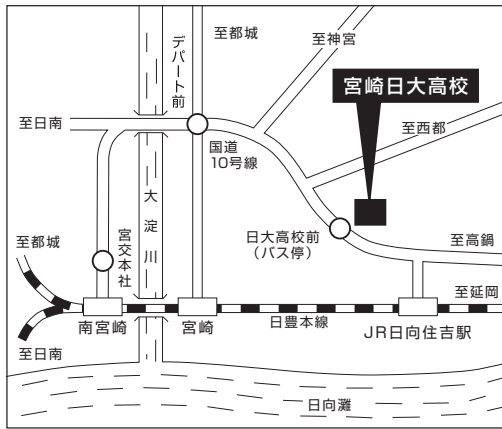 至都城
至神宮
デパート前
宮崎日大高校
至日南
至西都
国道
10号線
大淀川
日大高校前
(バス停)
至都城
宮交本社
至高鍋
至延岡
南宮崎
宮崎
日豊本線
JR日向住吉駅
至日南
日向灘